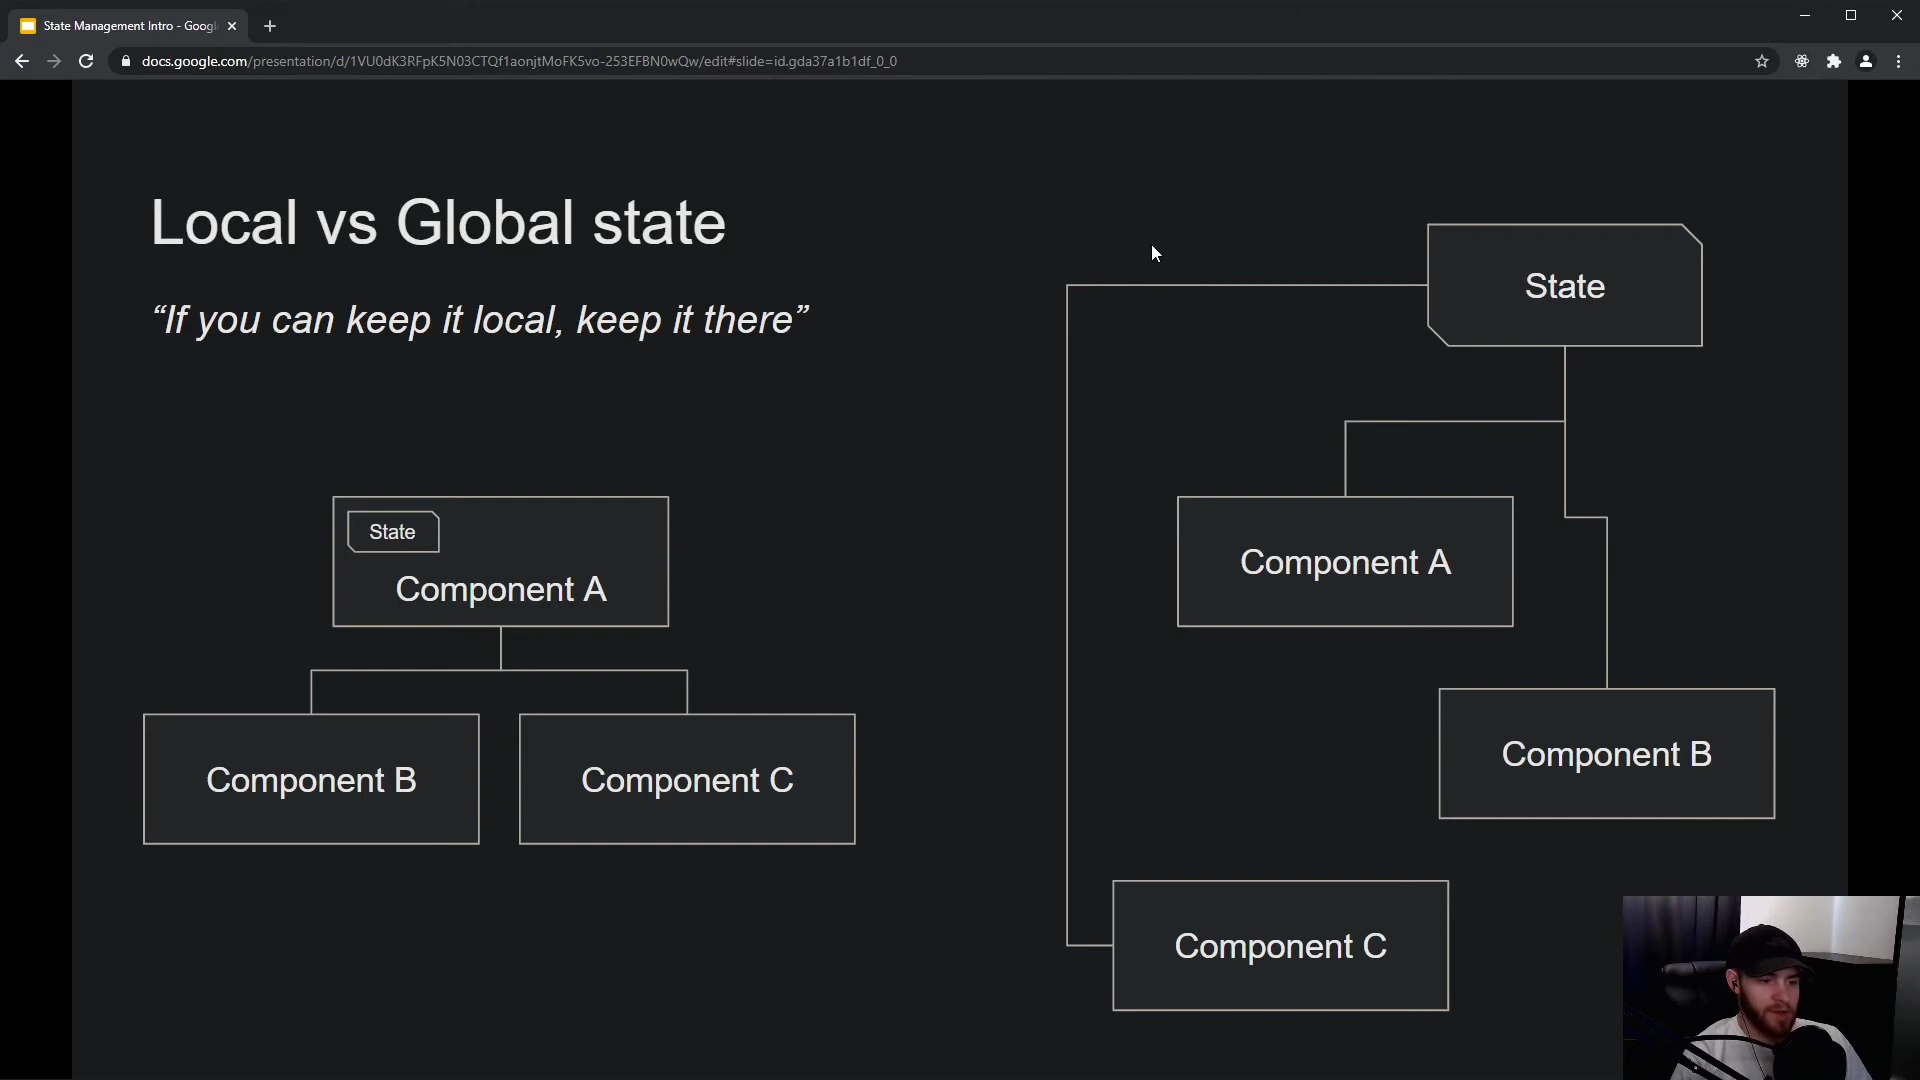 State Management Intro - Googl
docs.google.com/presentation/d/1VU0dK3RFpK5N03CTQf1aonjtMoFK5vo-253EFBN0wQw/edit#slide=id.gda37a1b1df_0_0
Local vs Global state
“If you can keep it local, keep it there”
State
Component A
Component B
Component C
State
Component A
Component B
Component C